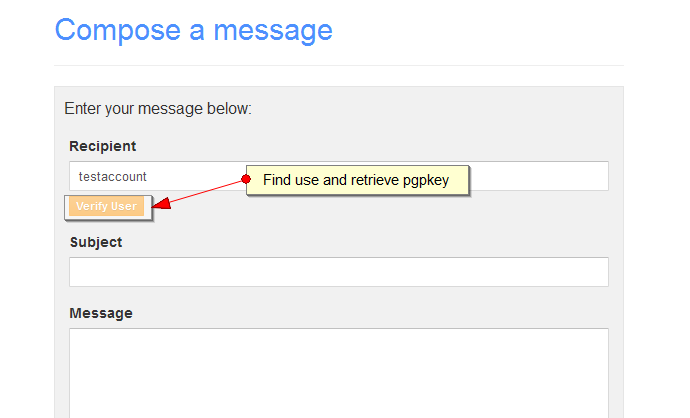 Compose a message
Enter your message below:
Recipient
testaccount
Find use and retrieve pgpkey
Verify User
Subject
Message